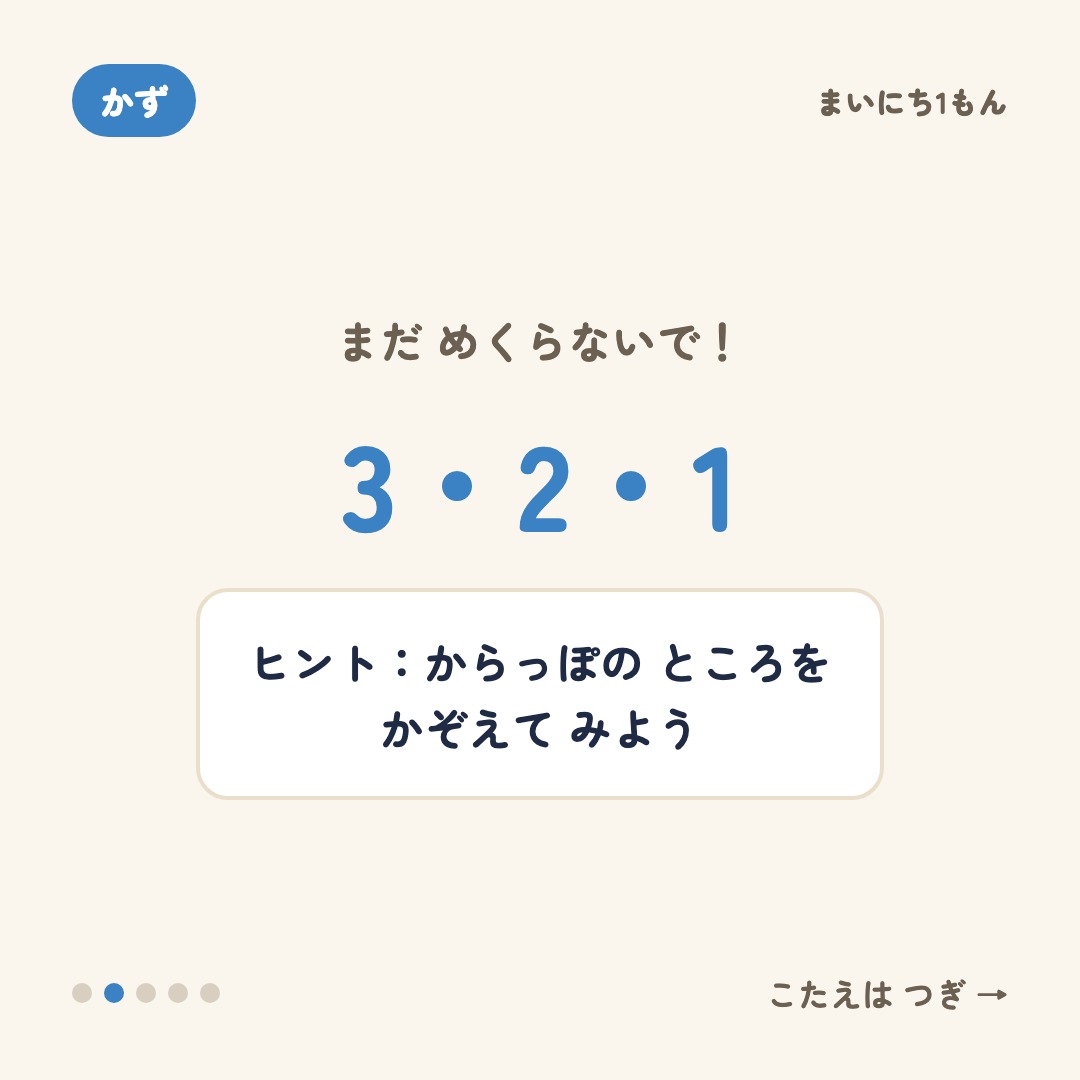 かず
まいにち1もん
まだ めくらないで！
3・2・1
ヒント：からっぽの ところを
かぞえて みよう
こたえは つぎ →